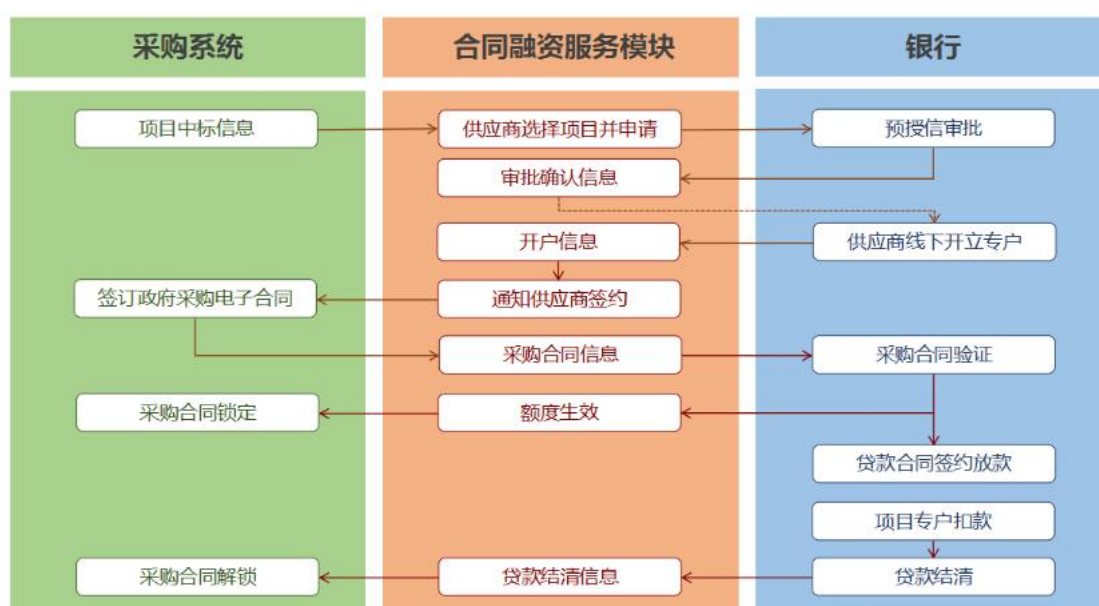 采购系统
合同融资服务模块
银行
项目中标信息
供应商选择项目并申请
预授信审批
审批确认信息
开户信息
供应商线下开立专户
签订政府采购电子合同
通知供应商签约
采购合同信息
采购合同验证
采购合同锁定
额度生效
贷款合同签约放款
项目专户扣款
采购合同解锁
贷款结清信息
贷款结清